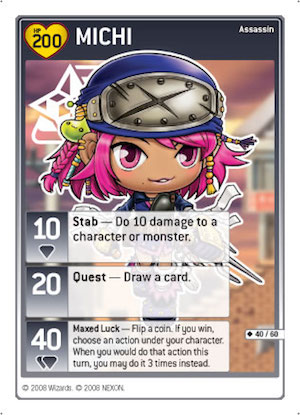 HP
200
MICHI
Assassin
10
Stab — Do 10 damage to a
character or monster.
20
Quest — Draw a card.
40
Maxed Luck — Flip a coin. If you win,
choose an action under your character.
When you would do that action this
turn, you may do it 3 times instead.
40 / 60
© 2008 Wizards. © 2008 NEXON.